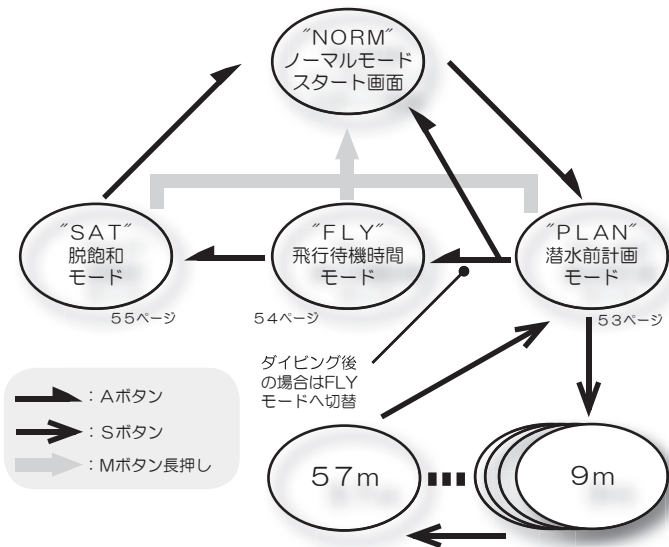 "NORM"
ノーマルモード
スタート画面
"SAT"
脱飽和
モード
"FLY"
飛行待機時間
モード
"PLAN"
潜水前計画
モード
55ページ
54ページ
53ページ
ダイビング後
の場合はFLY
モードへ切替
：Aボタン
：Sボタン
：Mボタン長押し
57m
9m